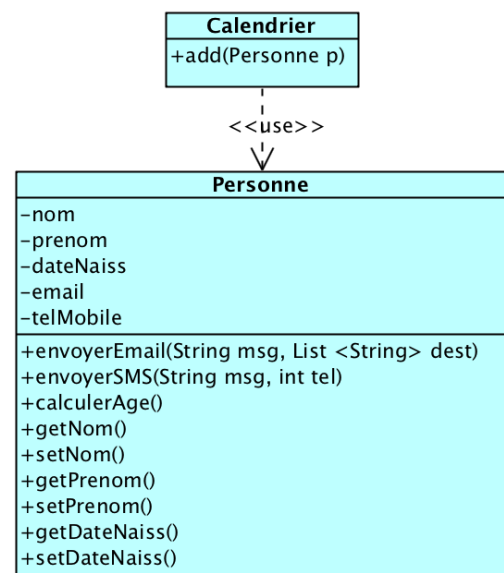 Calendrier
+add(Personne p)
<<use>>
Personne
-nom
-prenom
-dateNaiss
-email
-telMobile
+envoyerEmail(String msg, List <String> dest)
+envoyerSMS(String msg, int tel)
+calculerAge()
+getNom()
+setNom()
+getPrenom()
+setPrenom()
+getDateNaiss()
+setDateNaiss()